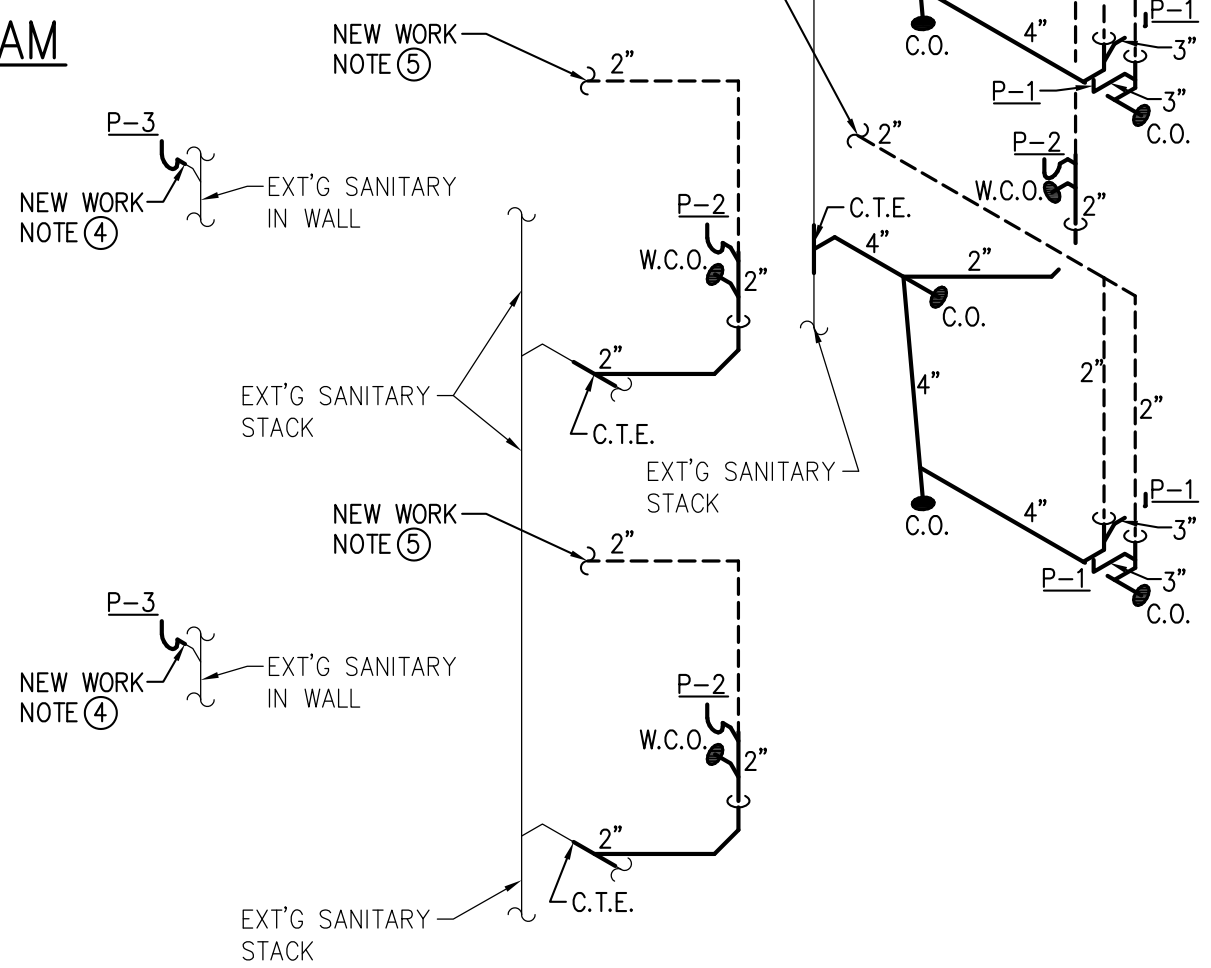 AM
NEW WORK
NOTE 5
2"
P-3
NEW WORK
NOTE 4
EXT'G SANITARY
IN WALL
P-2
W.C.O.
2"
2"
C.T.E.
EXT'G SANITARY
STACK
C.O.
4"
P-1
3"
P-1
3"
C.O.
2"
P-2
W.C.O.
2"
C.T.E.
4"
2"
C.O.
4"
2"
2"
EXT'G SANITARY
STACK
C.O.
4"
P-1
3"
P-1
3"
C.O.
NEW WORK
NOTE 5
2"
P-3
NEW WORK
NOTE 4
EXT'G SANITARY
IN WALL
P-2
W.C.O.
2"
2"
C.T.E.
EXT'G SANITARY
STACK